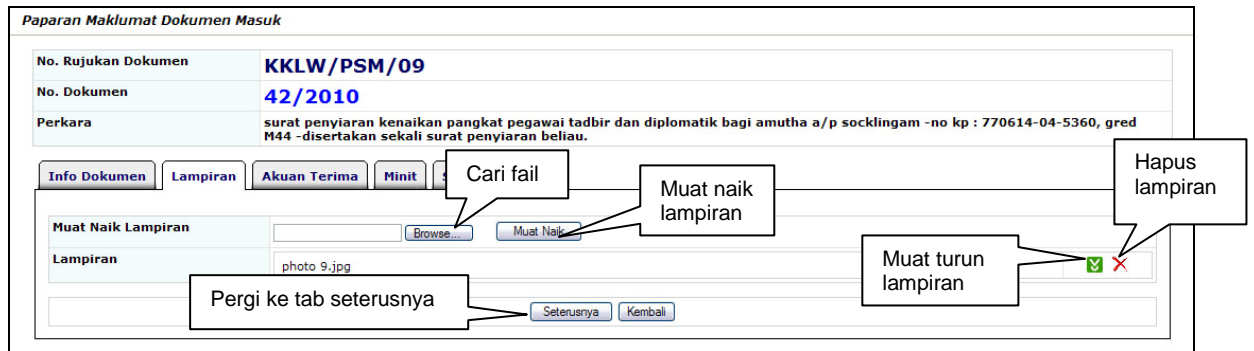 Paparan Maklumat Dokumen Masuk
No. Rujukan Dokumen
KKLW/PSM/09
No. Dokumen
42/2010
Perkara
surat penyiaran kenaikan pangkat pegawai tadbir dan diplomatik bagi amutha a/p socklingam -no kp : 770614-04-5360, gred
M44 -disertakan sekali surat penyiaran beliau.
Info Dokumen
Lampiran
Akuan Terima
Minit
Cari fail
Muat naik
lampiran
Hapus
lampiran
Muat Naik Lampiran
Browse...
Muat Naik
Lampiran
photo 9.jpg
Muat turun
lampiran
Pergi ke tab seterusnya
Seterusnya
Kembali